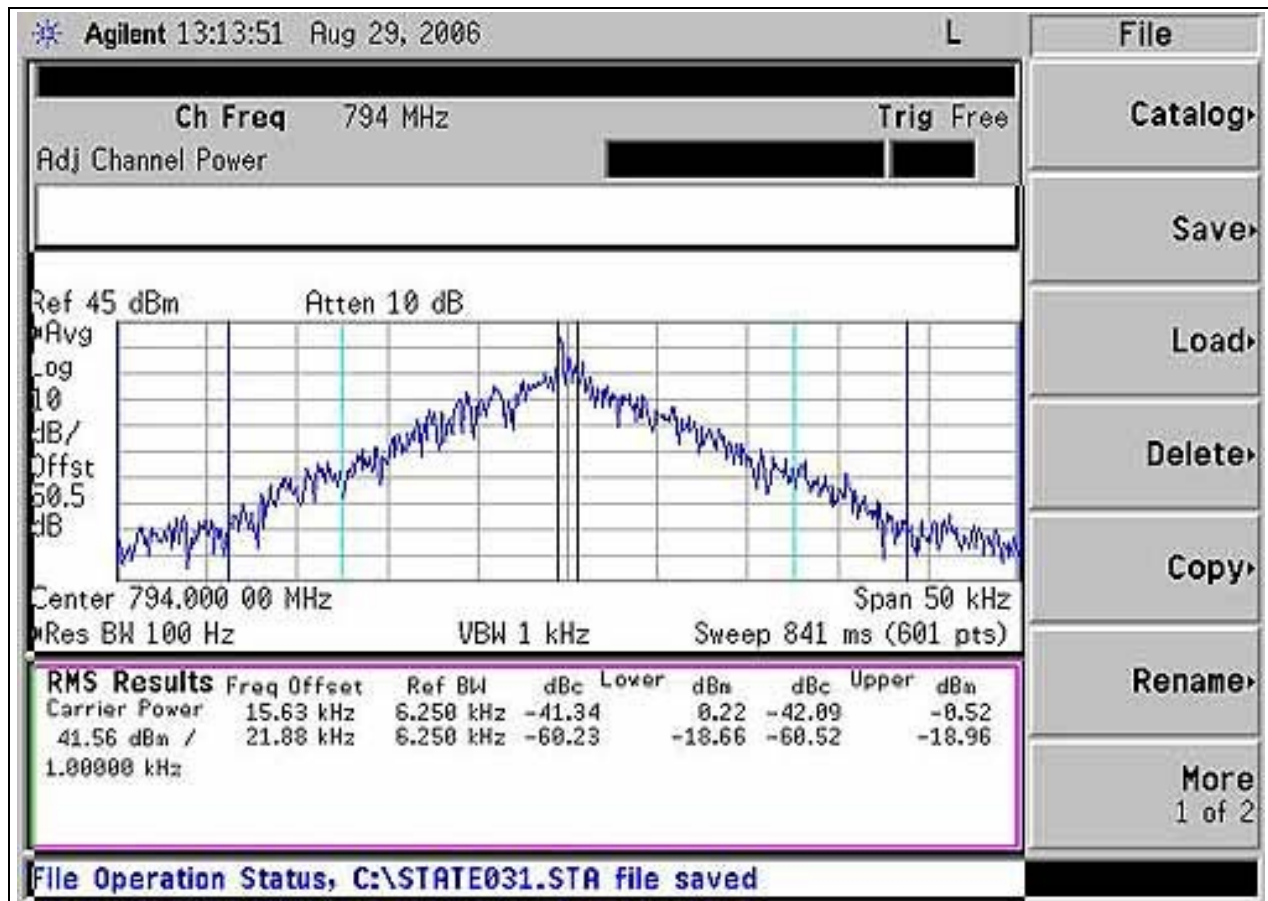 Agilent 13:13:51 Aug 29, 2006 L
File
Ch Freq 794 MHz Trig Free
Adj Channel Power
Catalog
Save
Load
Delete
Copy
Rename
More
1 of 2
Ref 45 dBm Atten 10 dB
Avg
Log
10
dB/
Offst
50.5
dB
Center 794.000 00 MHz Span 50 kHz
Res BW 100 Hz VBW 1 kHz Sweep 841 ms (601 pts)
RMS Results Freq Offset Ref BW dBc Lower dBm dBc Upper dBm
Carrier Power 15.63 kHz 6.250 kHz -41.34 0.22 -42.09 -0.52
41.56 dBm / 21.88 kHz 6.250 kHz -60.23 -18.66 -60.52 -18.96
1.00000 kHz
File Operation Status, C:\STATE031.STA file saved